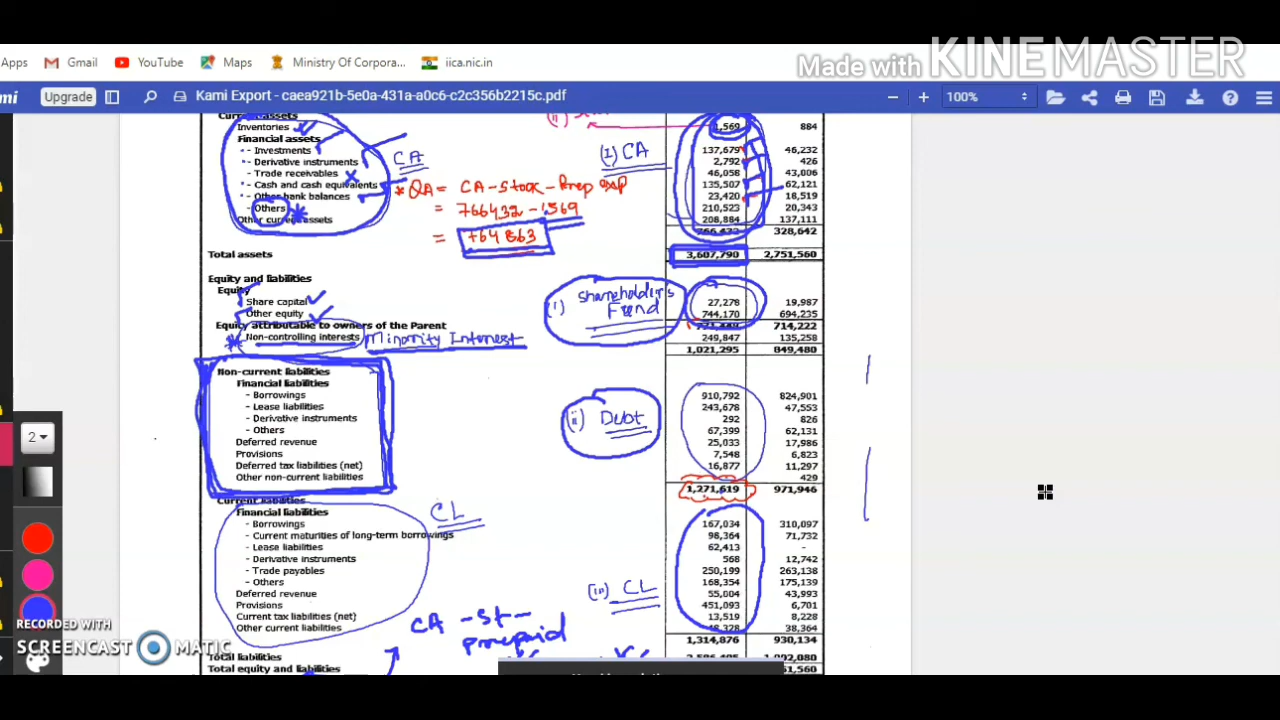 Made with KINEMASTER
Apps Gmail YouTube Maps Ministry Of Corpora... iica.nic.in
mi Upgrade Kami Export - caea921b-5e0a-431a-a0c6-c2c356b2215c.pdf 100%
Current assets
Inventories 1,569 884
Financial assets
- Investments 137,679 46,232
- Derivative instruments 2,792 426
- Trade receivables 46,058 43,006
- Cash and cash equivalents 135,507 62,121
- Other bank balances 23,420 18,519
- Others 210,523 20,343
Other current assets 208,884 137,111
766,432 328,642
CA
(I) CA
*QA = CA-Stock-Prep exp
= 766432-1569
= 764863
Total assets 3,607,790 2,751,560
Equity and liabilities
Equity
Share capital 27,278 19,987
Other equity 744,170 694,235
Equity attributable to owners of the Parent 771,448 714,222
Non-controlling interests 249,847 135,258
1,021,295 849,480
(i) Shareholder's Fund
Minority Interest
Non-current liabilities
Financial liabilities
- Borrowings 910,792 824,901
- Lease liabilities 243,678 47,553
- Derivative instruments 292 826
- Others 67,399 62,131
Deferred revenue 25,033 17,986
Provisions 7,548 6,823
Deferred tax liabilities (net) 16,877 11,297
Other non-current liabilities 429
1,271,619 971,946
(ii) Debt
Current liabilities
Financial liabilities
- Borrowings 167,034 310,097
- Current maturities of long-term borrowings 98,364 71,732
- Lease liabilities 62,413 -
- Derivative instruments 568 12,742
- Trade payables 250,199 263,138
- Others 168,354 175,139
Deferred revenue 55,004 43,993
Provisions 451,093 6,701
Current tax liabilities (net) 13,519 8,228
Other current liabilities 48,328 38,364
1,314,876 930,134
CL
(iii) CL
CA -St-
prepaid
Total liabilities
Total equity and liabilities
2
RECORDED WITH
SCREENCAST MATIC